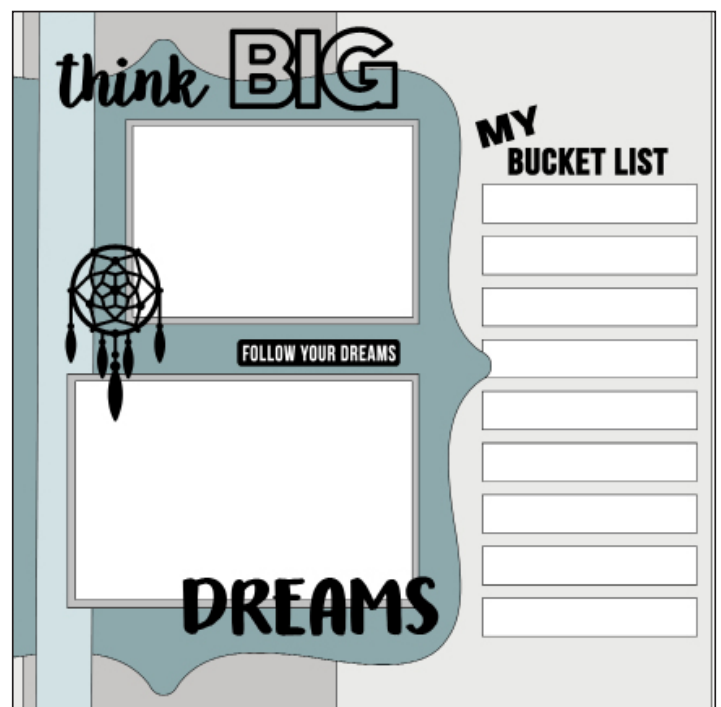 think BIG
MY
BUCKET LIST
FOLLOW YOUR DREAMS
DREAMS